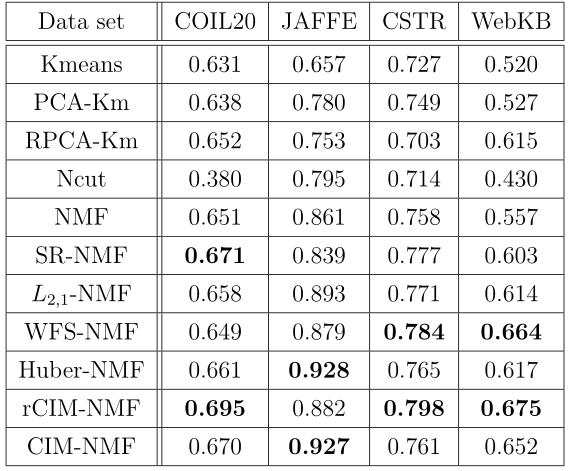 Data set COIL20 JAFFE CSTR WebKB
Kmeans 0.631 0.657 0.727 0.520
PCA-Km 0.638 0.780 0.749 0.527
RPCA-Km 0.652 0.753 0.703 0.615
Ncut 0.380 0.795 0.714 0.430
NMF 0.651 0.861 0.758 0.557
SR-NMF 0.671 0.839 0.777 0.603
L2,1-NMF 0.658 0.893 0.771 0.614
WFS-NMF 0.649 0.879 0.784 0.664
Huber-NMF 0.661 0.928 0.765 0.617
rCIM-NMF 0.695 0.882 0.798 0.675
CIM-NMF 0.670 0.927 0.761 0.652